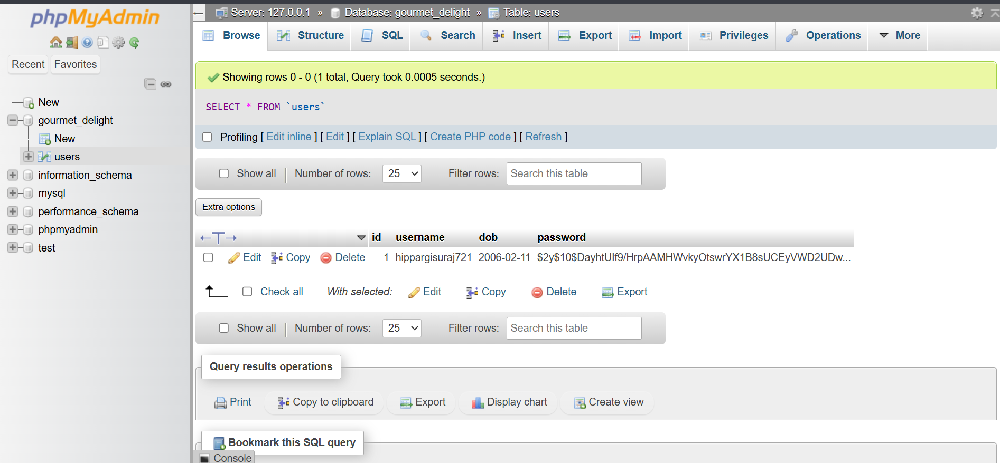 phpMyAdmin
Recent Favorites
New
gourmet_delight
New
users
information_schema
mysql
performance_schema
phpmyadmin
test
Server: 127.0.0.1 » Database: gourmet_delight » Table: users
Browse Structure SQL Search Insert Export Import Privileges Operations More
Showing rows 0 - 0 (1 total, Query took 0.0005 seconds.)
SELECT * FROM `users`
Profiling [ Edit inline ] [ Edit ] [ Explain SQL ] [ Create PHP code ] [ Refresh ]
Show all Number of rows: 25 Filter rows: Search this table
Extra options
←T→ id username dob password
Edit Copy Delete 1 hippargisuraj721 2006-02-11 $2y$10$DayhtUIf9/HrpAAMHWvkyOtswrYX1B8sUCEyVWD2UDw...
Check all With selected: Edit Copy Delete Export
Show all Number of rows: 25 Filter rows: Search this table
Query results operations
Print Copy to clipboard Export Display chart Create view
Bookmark this SQL query
Console